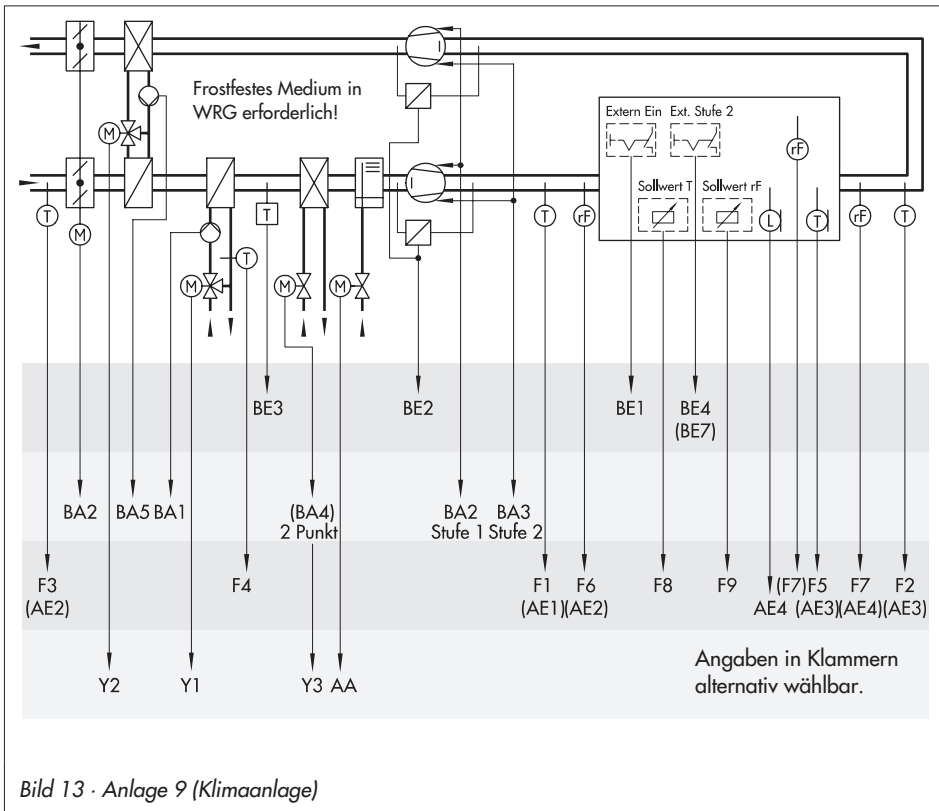 Frostfestes Medium in
WRG erforderlich!
Extern Ein
Ext. Stufe 2
rF
M
Sollwert T
Sollwert rF
T
M
T
M
T
M
M
T
rF
L
T
rF
T
BE3
BE2
BE1
BE4
(BE7)
BA2
BA5
BA1
(BA4)
2 Punkt
BA2
Stufe 1
BA3
Stufe 2
F3
(AE2)
F4
F1
(AE1)
F6
(AE2)
F8
F9
AE4
(F7)
F5
(AE3)
F7
(AE4)
F2
(AE3)
Y2
Y1
Y3
AA
Angaben in Klammern
alternativ wählbar.
Bild 13 · Anlage 9 (Klimaanlage)